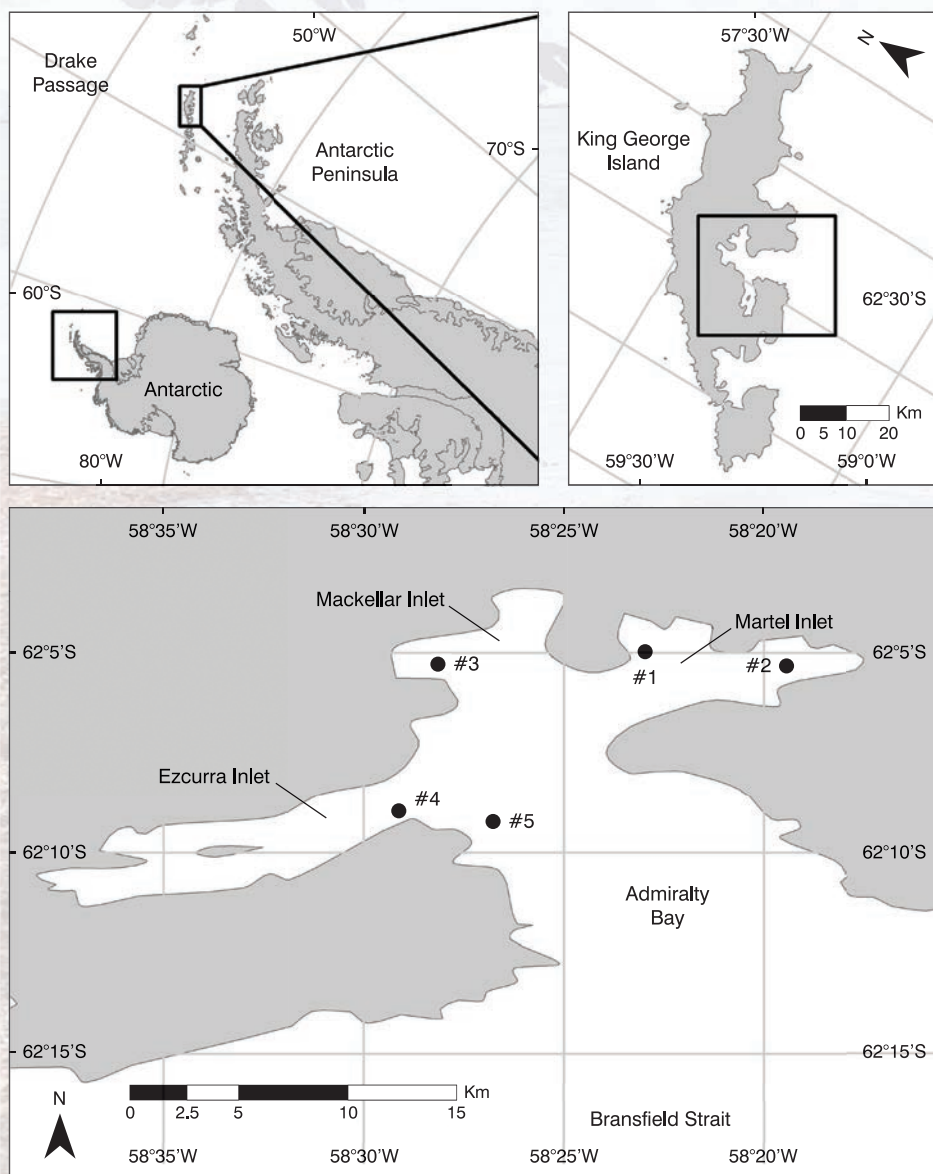 50°W
Drake
Passage
Antarctic
Peninsula
70°S
60°S
Antarctic
80°W
57°30'W
N
King George
Island
62°30'S
Km
0 5 10 20
59°30'W
59°0'W
58°35'W 58°30'W 58°25'W 58°20'W
Mackellar Inlet
Martel Inlet
62°5'S
#3
#1
#2
62°5'S
Ezcurra Inlet
#4
#5
62°10'S
62°10'S
Admiralty
Bay
62°15'S
62°15'S
N
Km
0 2.5 5 10 15
Bransfield Strait
58°35'W 58°30'W 58°25'W 58°20'W